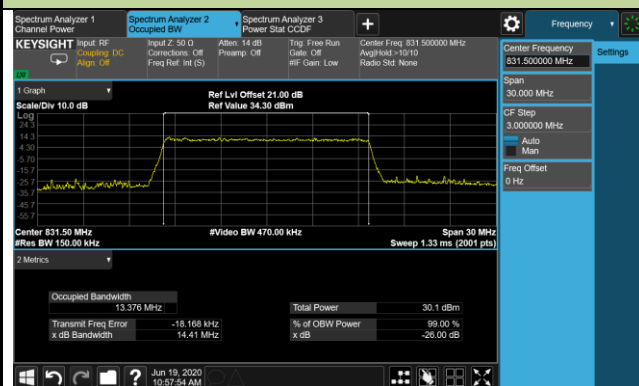 Spectrum Analyzer 1
Channel Power
Spectrum Analyzer 2
Occupied BW
Spectrum Analyzer 3
Power Stat CCDF
Frequency
KEYSIGHT
Input: RF
Coupling: DC
Align: Off
Input Z: 50 Ω
Corrections: Off
Freq Ref: Int (S)
Atten: 14 dB
Preamp: Off
Trig: Free Run
Gate: Off
#IF Gain: Low
Center Freq: 831.500000 MHz
Avg|Hold:>10/10
Radio Std: None
LXI
Center Frequency
831.500000 MHz
Settings
Span
30.000 MHz
CF Step
3.000000 MHz
Auto
Man
Freq Offset
0 Hz
1 Graph
Scale/Div 10.0 dB
Ref Lvl Offset 21.00 dB
Ref Value 34.30 dBm
Log
24.3
14.3
4.30
-5.70
-15.7
-25.7
-35.7
-45.7
-55.7
Center 831.50 MHz
#Res BW 150.00 kHz
#Video BW 470.00 kHz
Span 30 MHz
Sweep 1.33 ms (2001 pts)
2 Metrics
Occupied Bandwidth
13.376 MHz
Total Power 30.1 dBm
Transmit Freq Error -18.168 kHz
% of OBW Power 99.00 %
x dB Bandwidth 14.41 MHz
x dB -26.00 dB
?
Jun 19, 2020
10:57:54 AM